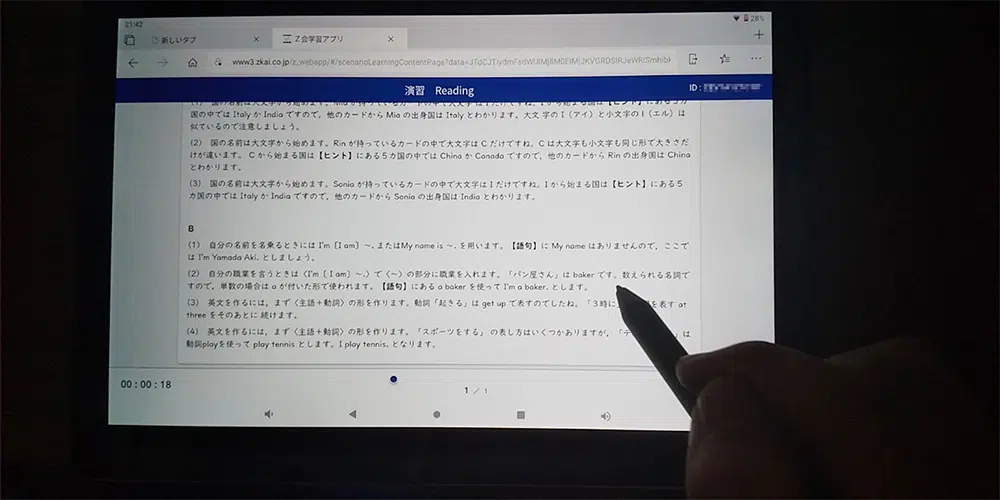 21:42
28%
新しいタブ
Z会学習アプリ
www3.zkai.co.jp/z_webapp/#/scenarioLearningContentPage?data=
演習 Reading
ID :
国の中では Italy か India ですので、他のカードから Mia の出身国は Italy とわかります。大文 字の I（アイ）と小文字の l（エル）は
似ているので注意しましょう。
(2) 国の名前は大文字から始めます。Rin が持っているカードの中で大文字は C だけですね。C は大文字も小文字も同じ形で大きさだ
けが違います。 C から始まる国は【ヒント】にある５カ国の中では China か Canada ですので、他のカードから Rin の出身国は China
とわかります。
(3) 国の名前は大文字から始めます。Sonia が持っているカードの中で大文字は I だけですね。I から始まる国は【ヒント】にある５
カ国の中では Italy か India ですので、他のカードから Sonia の出身国は India とわかります。
B
(1) 自分の名前を名乗るときには I'm［I am］〜. またはMy name is 〜. を用います。【語句】に My name はありませんので、ここで
は I'm Yamada Aki. としましょう。
(2) 自分の職業を言うときは〈I'm［I am］〜.〉で〈〜〉の部分に職業を入れます。「パン屋さん」は baker です。数えられる名詞で
すので、単数の場合は a が付いた形で使われます。【語句】にある a baker を使って I'm a baker. とします。
(3) 英文を作るには、まず〈主語＋動詞〉の形を作ります。動詞「起きる」は get up で表すのでしたね。「３時に を表す at
three をそのあとに 続けます。
(4) 英文を作るには、まず〈主語＋動詞〉の形を作ります。「スポーツをする」 の表し方はいくつかありますが、「テ は
動詞playを使って play tennis とします。I play tennis. となります。
00 : 00 : 18
1 / 1